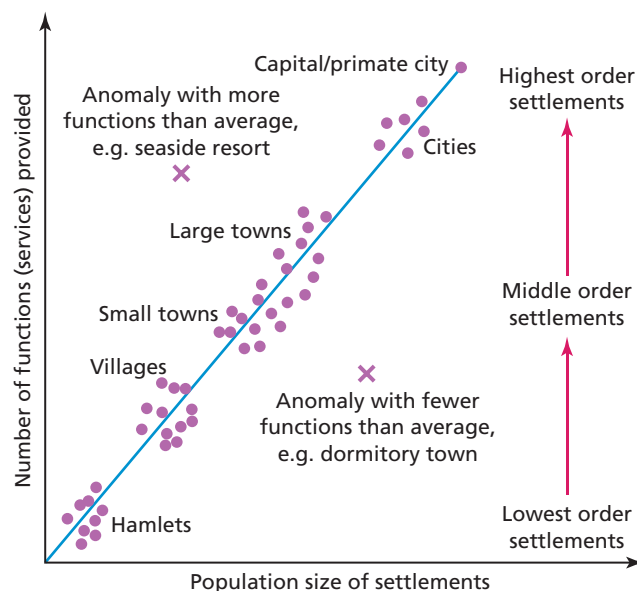 Capital/primate city
Highest order
settlements
Anomaly with more
functions than average,
e.g. seaside resort
Cities
Large towns
Middle order
settlements
Small towns
Villages
Anomaly with fewer
functions than average,
e.g. dormitory town
Hamlets
Lowest order
settlements
Number of functions (services) provided
Population size of settlements